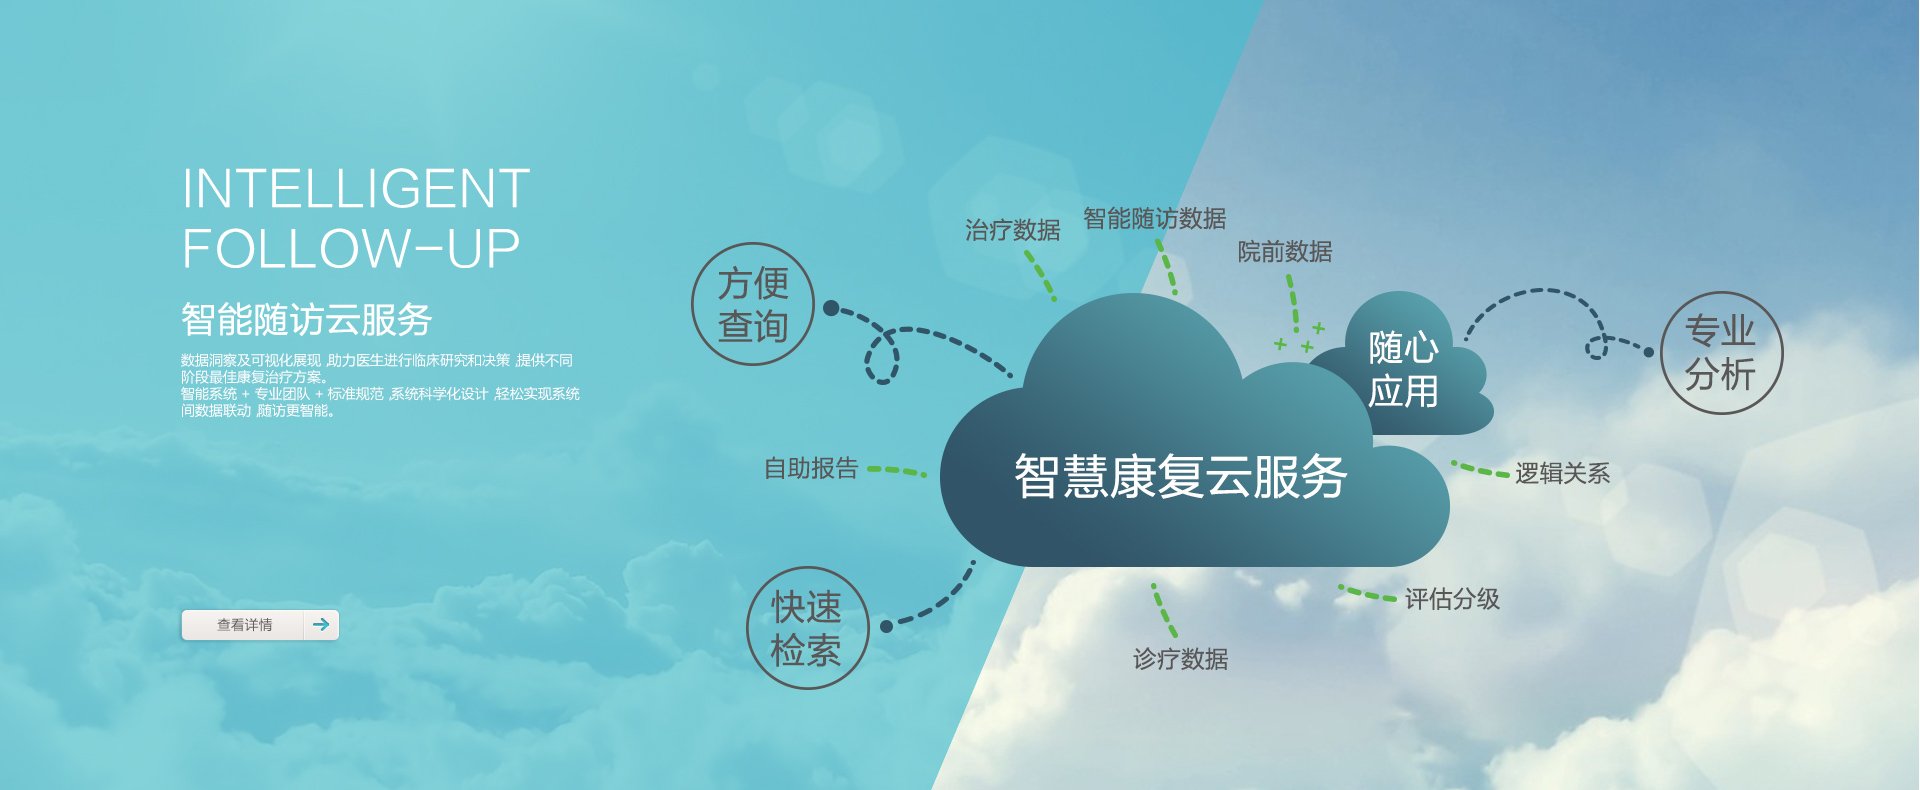 INTELLIGENT
FOLLOW-UP
智能随访云服务
数据洞察及可视化展现,助力医生进行临床研究和决策,提供不同
阶段最佳康复治疗方案。
智能系统 + 专业团队 + 标准规范,系统科学化设计,轻松实现系统
间数据联动,随访更智能。
查看详情
方便
查询
治疗数据
智能随访数据
院前数据
随心
应用
专业
分析
自助报告
智慧康复云服务
逻辑关系
快速
检索
评估分级
诊疗数据